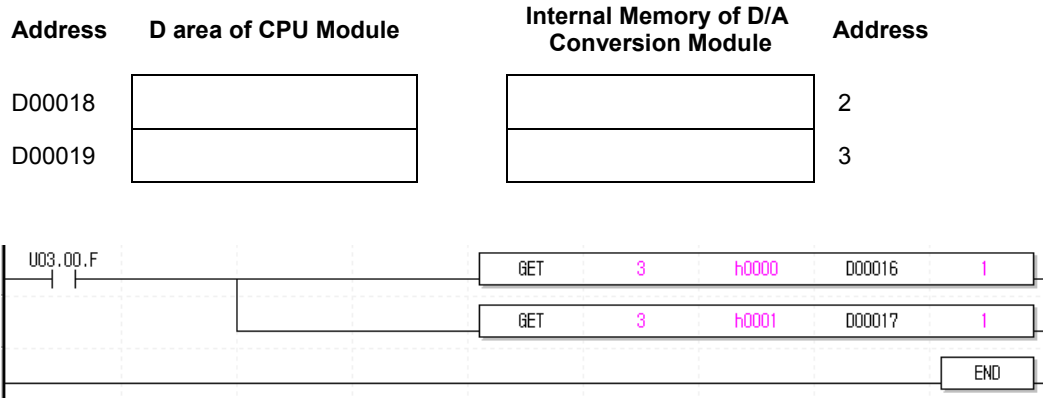 Address D area of CPU Module Internal Memory of D/A Conversion Module Address
D00018 2
D00019 3
U03.00.F GET 3 h0000 D00016 1
GET 3 h0001 D00017 1
END